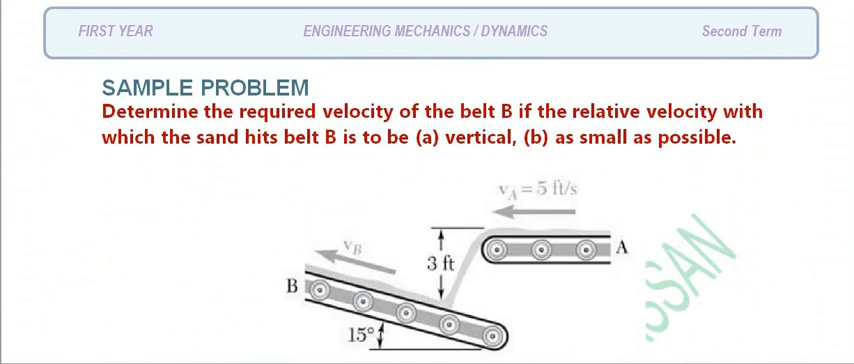 FIRST YEAR ENGINEERING MECHANICS / DYNAMICS Second Term
SAMPLE PROBLEM
Determine the required velocity of the belt B if the relative velocity with
which the sand hits belt B is to be (a) vertical, (b) as small as possible.
vA = 5 ft/s
vB
3 ft
A
B
15°
SSAN